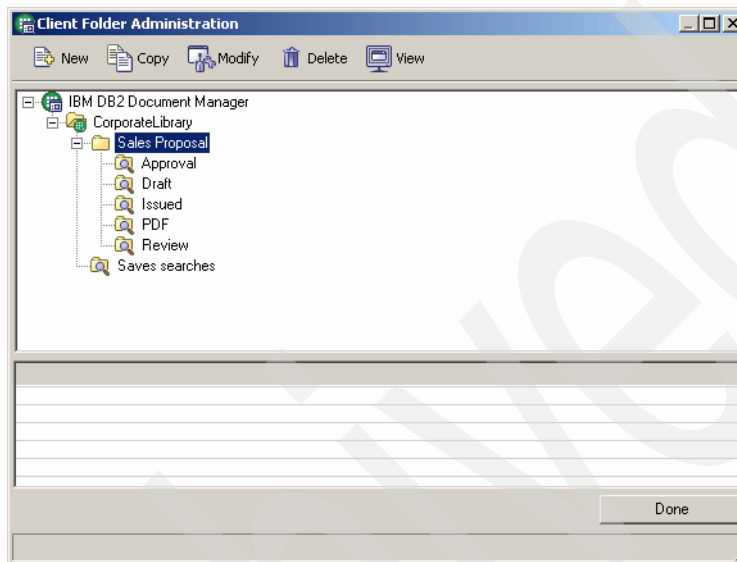 Client Folder Administration
New Copy Modify Delete View
IBM DB2 Document Manager
CorporateLibrary
Sales Proposal
Approval
Draft
Issued
PDF
Review
Saves searches
Done